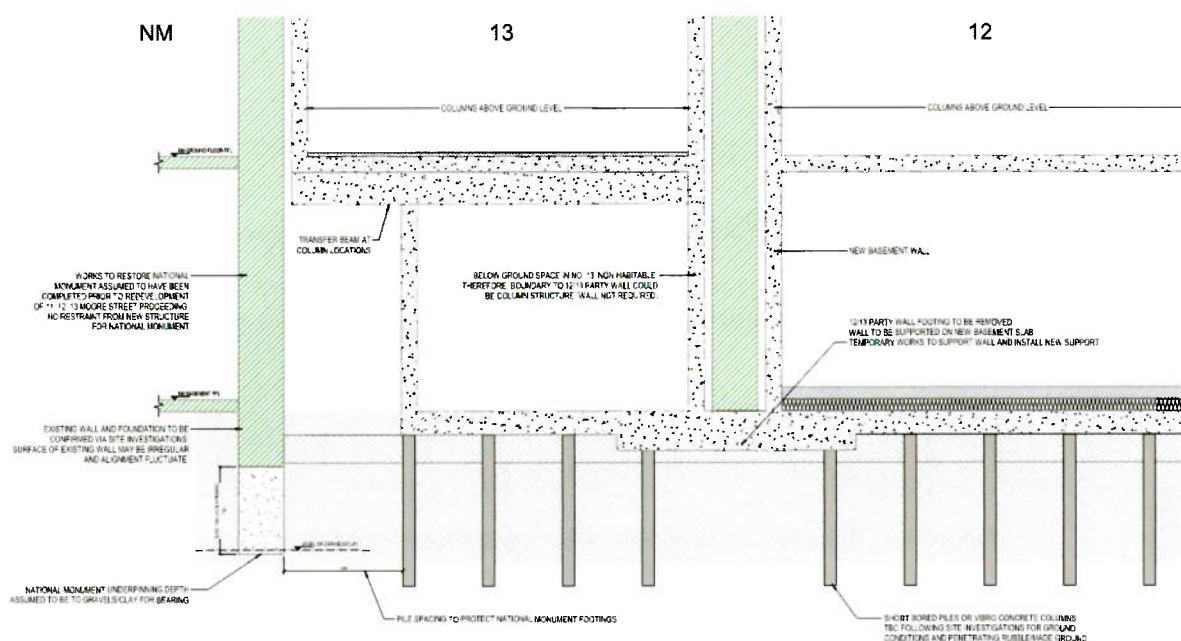 NM
13
12
COLUMNS ABOVE GROUND LEVEL
COLUMNS ABOVE GROUND LEVEL
TRANSFER BEAM AT
COLUMN LOCATIONS
NEW BASEMENT WALL
WORKS TO RESTORE NATIONAL
MONUMENT ASSUMED TO HAVE BEEN
COMPLETED PRIOR TO REDEVELOPMENT
OF 11, 12, 13 MOORE STREET PROCEEDING.
NO RESTRAINT FROM NEW STRUCTURE
FOR NATIONAL MONUMENT
BELOW GROUND SPACE IN NO. 13 NON HABITABLE.
THEREFORE, BOUNDARY TO 12/13 PARTY WALL COULD
BE COLUMN STRUCTURE. WALL NOT REQUIRED.
12/13 PARTY WALL FOOTING TO BE REMOVED
WALL TO BE SUPPORTED ON NEW BASEMENT SLAB
TEMPORARY WORKS TO SUPPORT WALL AND INSTALL NEW SUPPORT
EXISTING WALL AND FOUNDATION TO BE
CONFIRMED VIA SITE INVESTIGATIONS.
SURFACE OF EXISTING WALL MAY BE IRREGULAR
AND ALIGNMENT FLUCTUATE
NATIONAL MONUMENT UNDERPINNING DEPTH
ASSUMED TO BE TO GRAVELS/CLAY FOR BEARING
PILE SPACING TO PROTECT NATIONAL MONUMENT FOOTINGS
SHORT BORED PILES OR VIBRO CONCRETE COLUMNS
TBC FOLLOWING SITE INVESTIGATIONS FOR GROUND
CONDITIONS AND PENETRATING RUBBLE/MADE GROUND